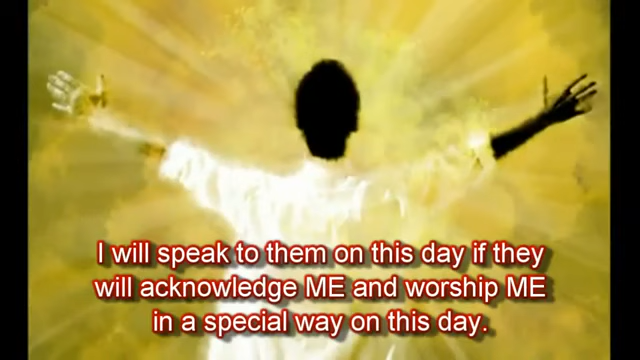 I will speak to them on this day if they
will acknowledge ME and worship ME
in a special way on this day.